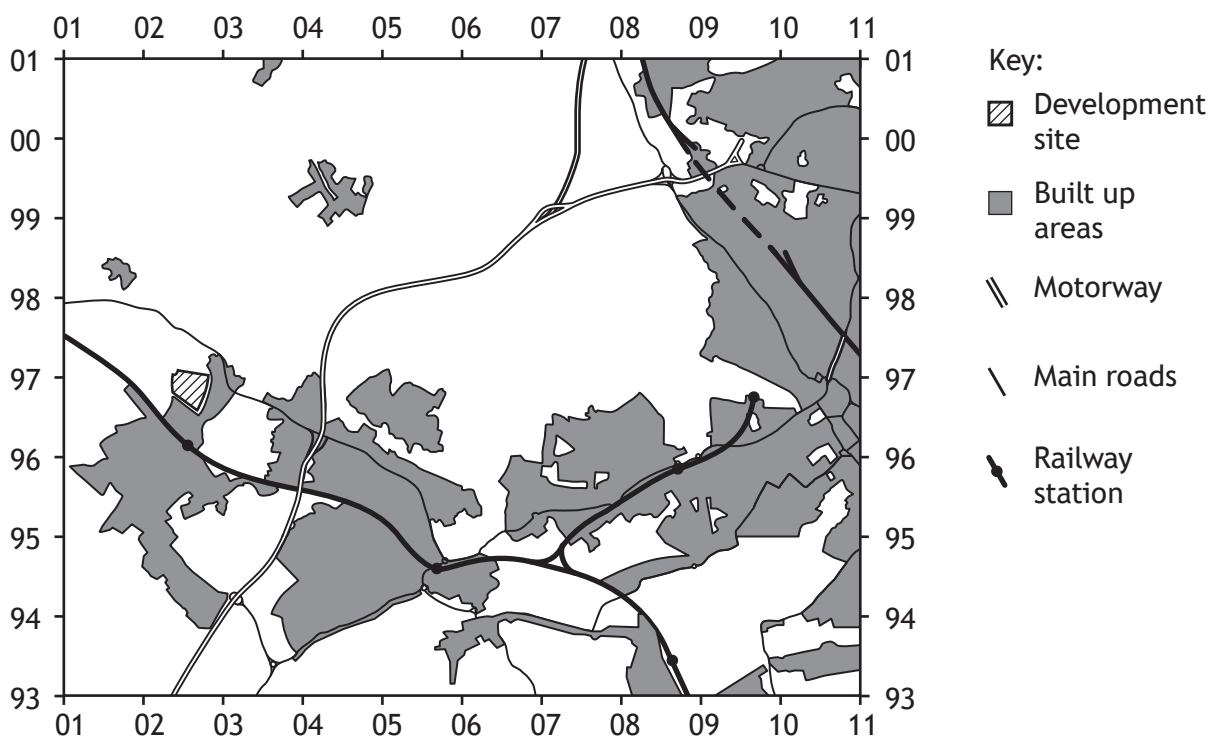 01 02 03 04 05 06 07 08 09 10 11
01 01
00 00
99 99
98 98
97 97
96 96
95 95
94 94
93 93
01 02 03 04 05 06 07 08 09 10 11
Key:
Development
site
Built up
areas
Motorway
Main roads
Railway
station